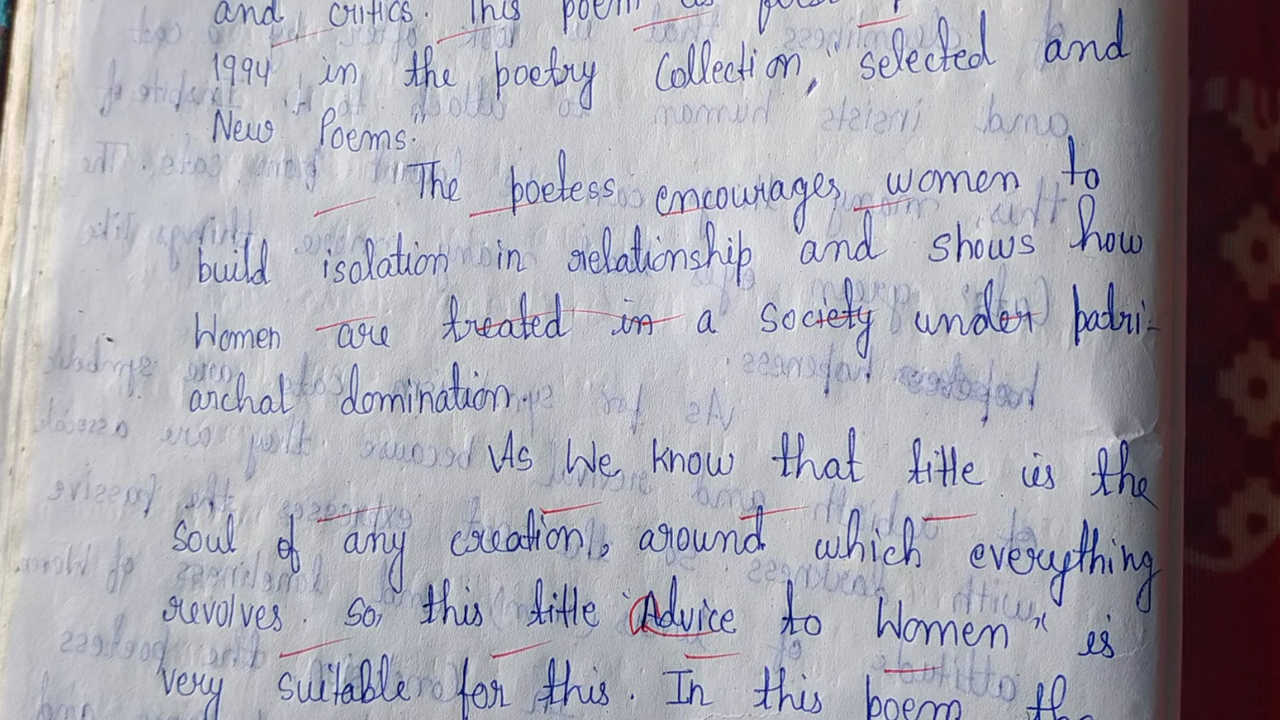 and critics. This poem
1994 in the poetry Collection, "selected and
New Poems."
The poetess encourages women to
build isolation in relationship and shows how
Women are treated in a society under patri-
archal domination.
As We know that title is the
soul of any creation, around which everything
revolves. So, this title "Advice to Women" is
very suitable for this. In this poem the